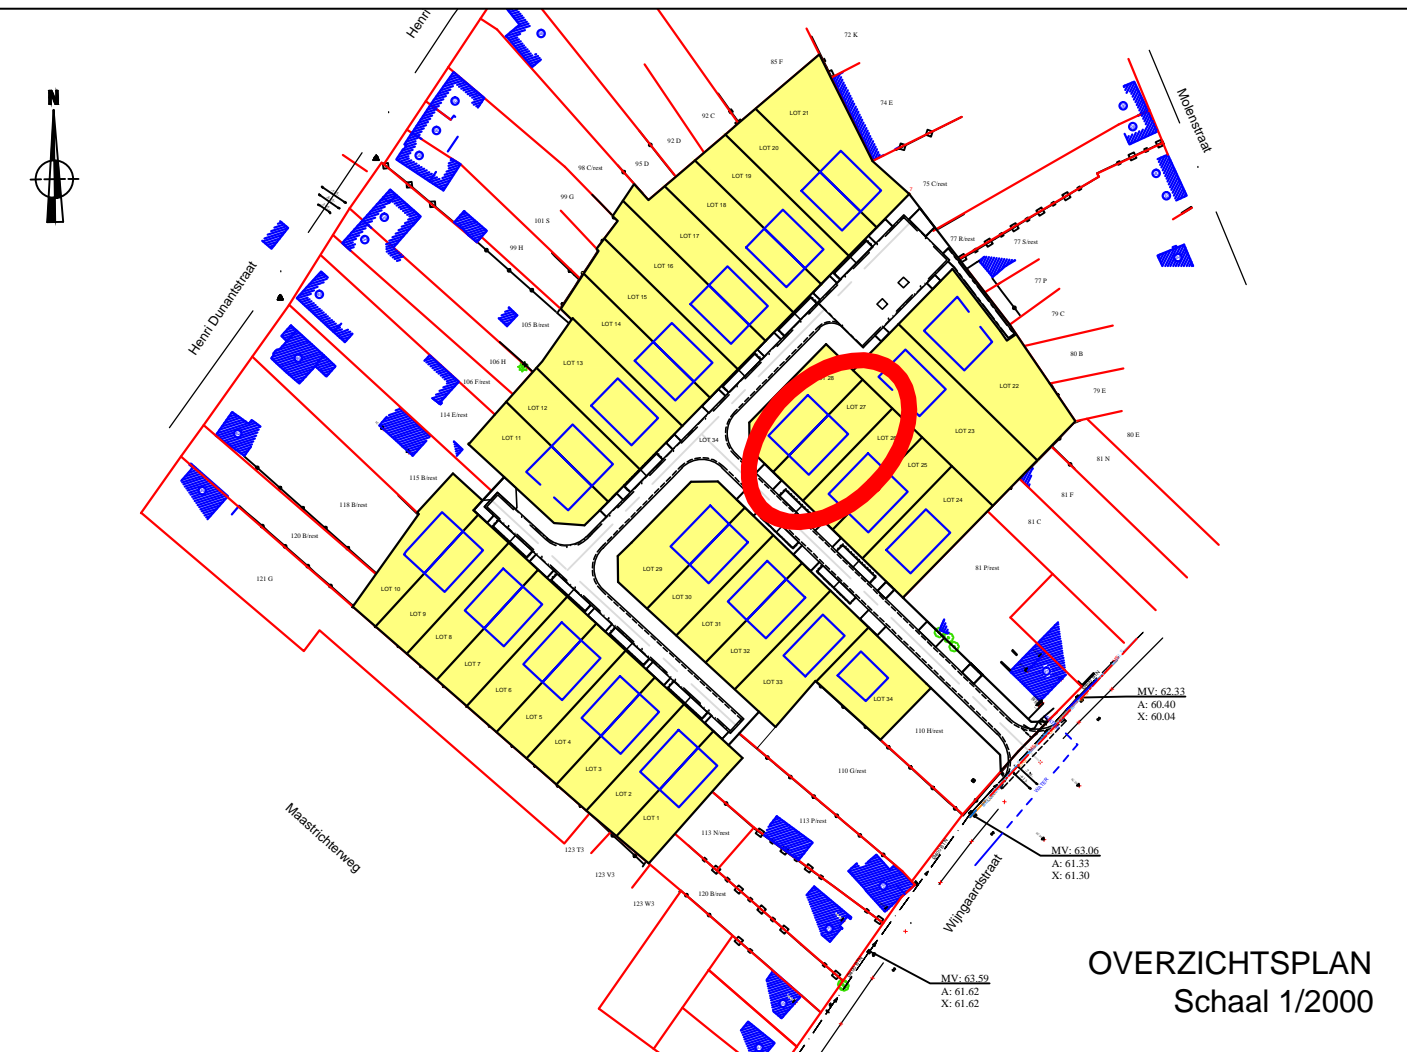 Henri
72 K
85 F
N
74 E
Molenstraat
92 C
LOT 21
92 D
LOT 20
95 D
98 C/rest
LOT 19
75 C/rest
99 G
LOT 18
101 S
LOT 17
77 R/rest
77 S/rest
99 H
LOT 16
77 P
Henri Dunantstraat
LOT 15
79 C
105 B/rest
LOT 14
80 B
106 H
LOT 13
106 F/rest
28
LOT 22
79 E
114 E/rest
LOT 12
LOT 27
LOT 11
LOT 34
LOT 26
LOT 23
80 E
81 N
115 B/rest
LOT 25
118 B/rest
LOT 24
81 F
81 C
120 B/rest
121 G
LOT 29
81 P/rest
LOT 10
LOT 30
LOT 9
LOT 31
LOT 8
LOT 32
LOT 7
LOT 33
LOT 6
LOT 34
MV: 62.33
A: 60.40
X: 60.04
LOT 5
110 H/rest
LOT 4
LOT 3
110 G/rest
WATER
LOT 2
Maastrichterweg
LOT 1
113 N/rest
113 P/rest
123 T3
MV: 63.06
A: 61.33
X: 61.30
123 V3
120 B/rest
123 W3
Wijngaardstraat
MV: 63.59
A: 61.62
X: 61.62
OVERZICHTSPLAN
Schaal 1/2000